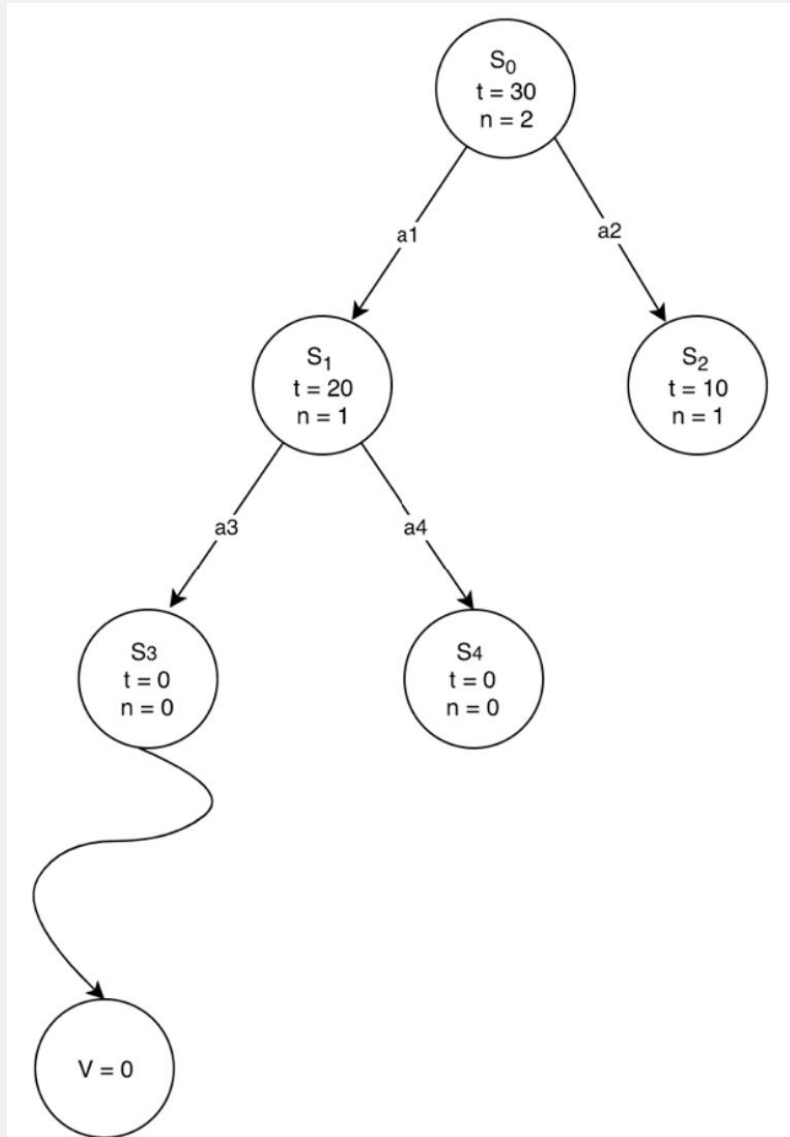 S₀
t = 30
n = 2
a1
a2
S₁
t = 20
n = 1
S₂
t = 10
n = 1
a3
a4
S3
t = 0
n = 0
S4
t = 0
n = 0
V = 0